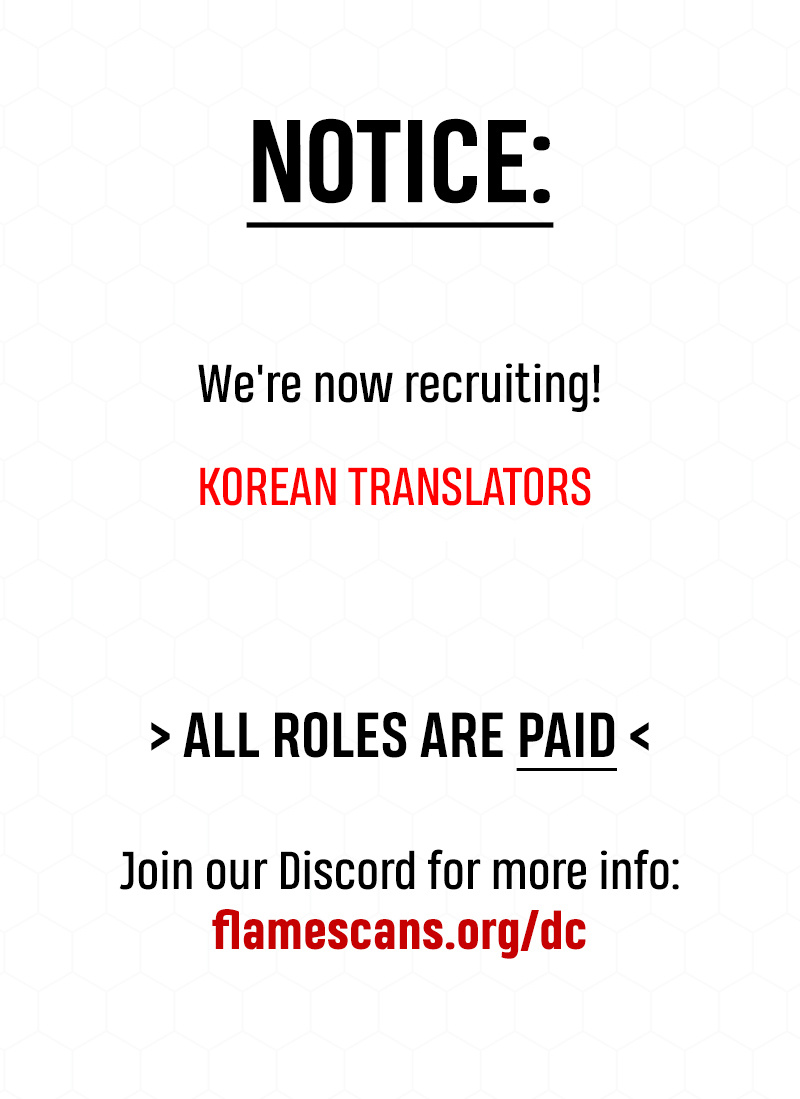 NOTICE:
We're now recruiting!
KOREAN TRANSLATORS
> ALL ROLES ARE PAID <
Join our Discord for more info:
flamescans.org/dc